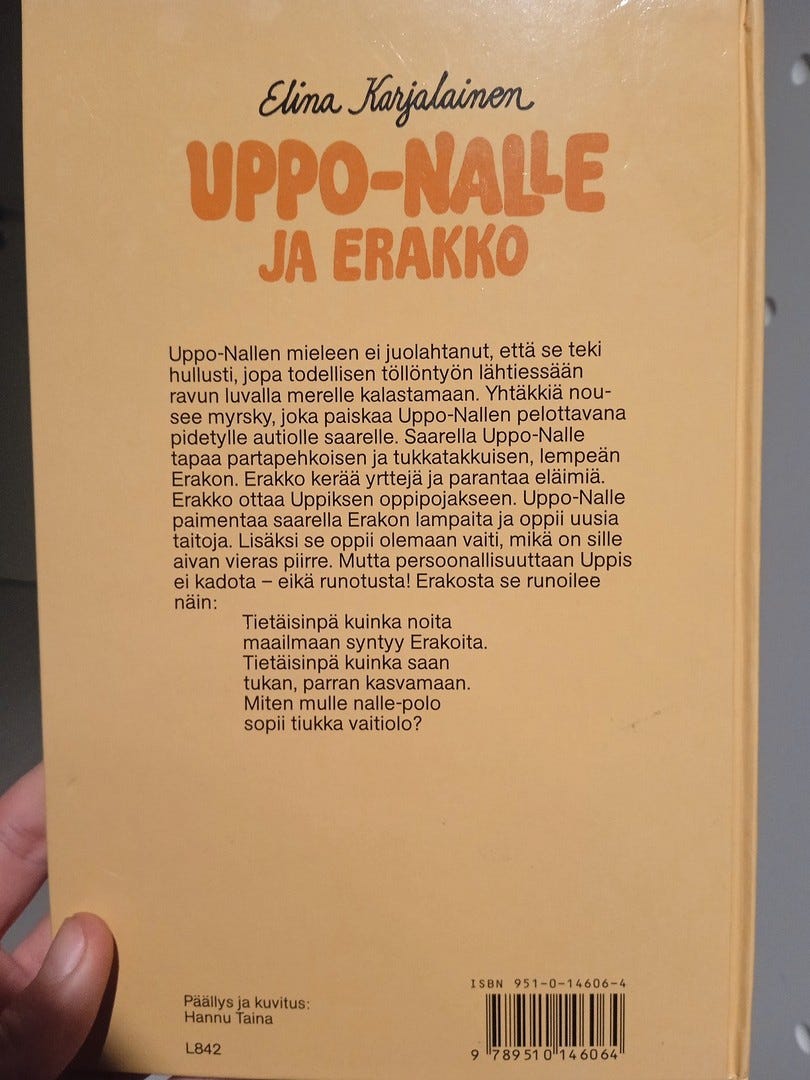 Elina Karjalainen
UPPO-NALLE
JA ERAKKO
Uppo-Nallen mieleen ei juolahtanut, että se teki
hullusti, jopa todellisen töllöntyön lähtiessään
ravun luvalla merelle kalastamaan. Yhtäkkiä nou-
see myrsky, joka paiskaa Uppo-Nallen pelottavana
pidetylle autiolle saarelle. Saarella Uppo-Nalle
tapaa partapehkoisen ja tukkatakkuisen, lempeän
Erakon. Erakko kerää yrttejä ja parantaa eläimiä.
Erakko ottaa Uppiksen oppipojakseen. Uppo-Nalle
paimentaa saarella Erakon lampaita ja oppii uusia
taitoja. Lisäksi se oppii olemaan vaiti, mikä on sille
aivan vieras piirre. Mutta persoonallisuuttaan Uppis
ei kadota – eikä runotusta! Erakosta se runoilee
näin:
Tietäisinpä kuinka noita
maailmaan syntyy Erakoita.
Tietäisinpä kuinka saan
tukan, parran kasvamaan.
Miten mulle nalle-polo
sopii tiukka vaitiolo?
ISBN 951-0-14606-4
Päällys ja kuvitus:
Hannu Taina
L842
9 789510 146064